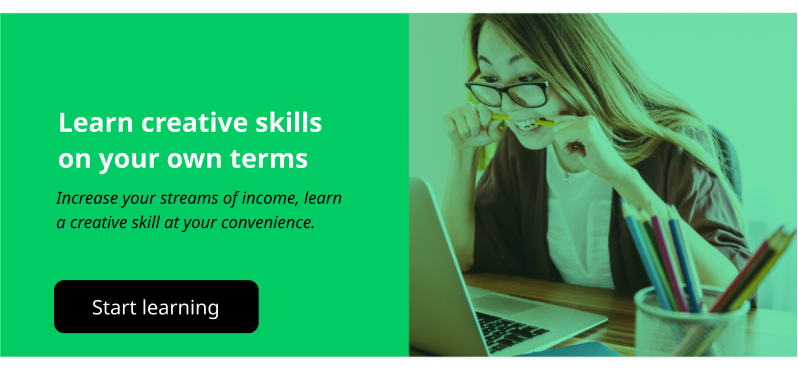 Learn creative skills
on your own terms
Increase your streams of income, learn
a creative skill at your convenience.
Start learning